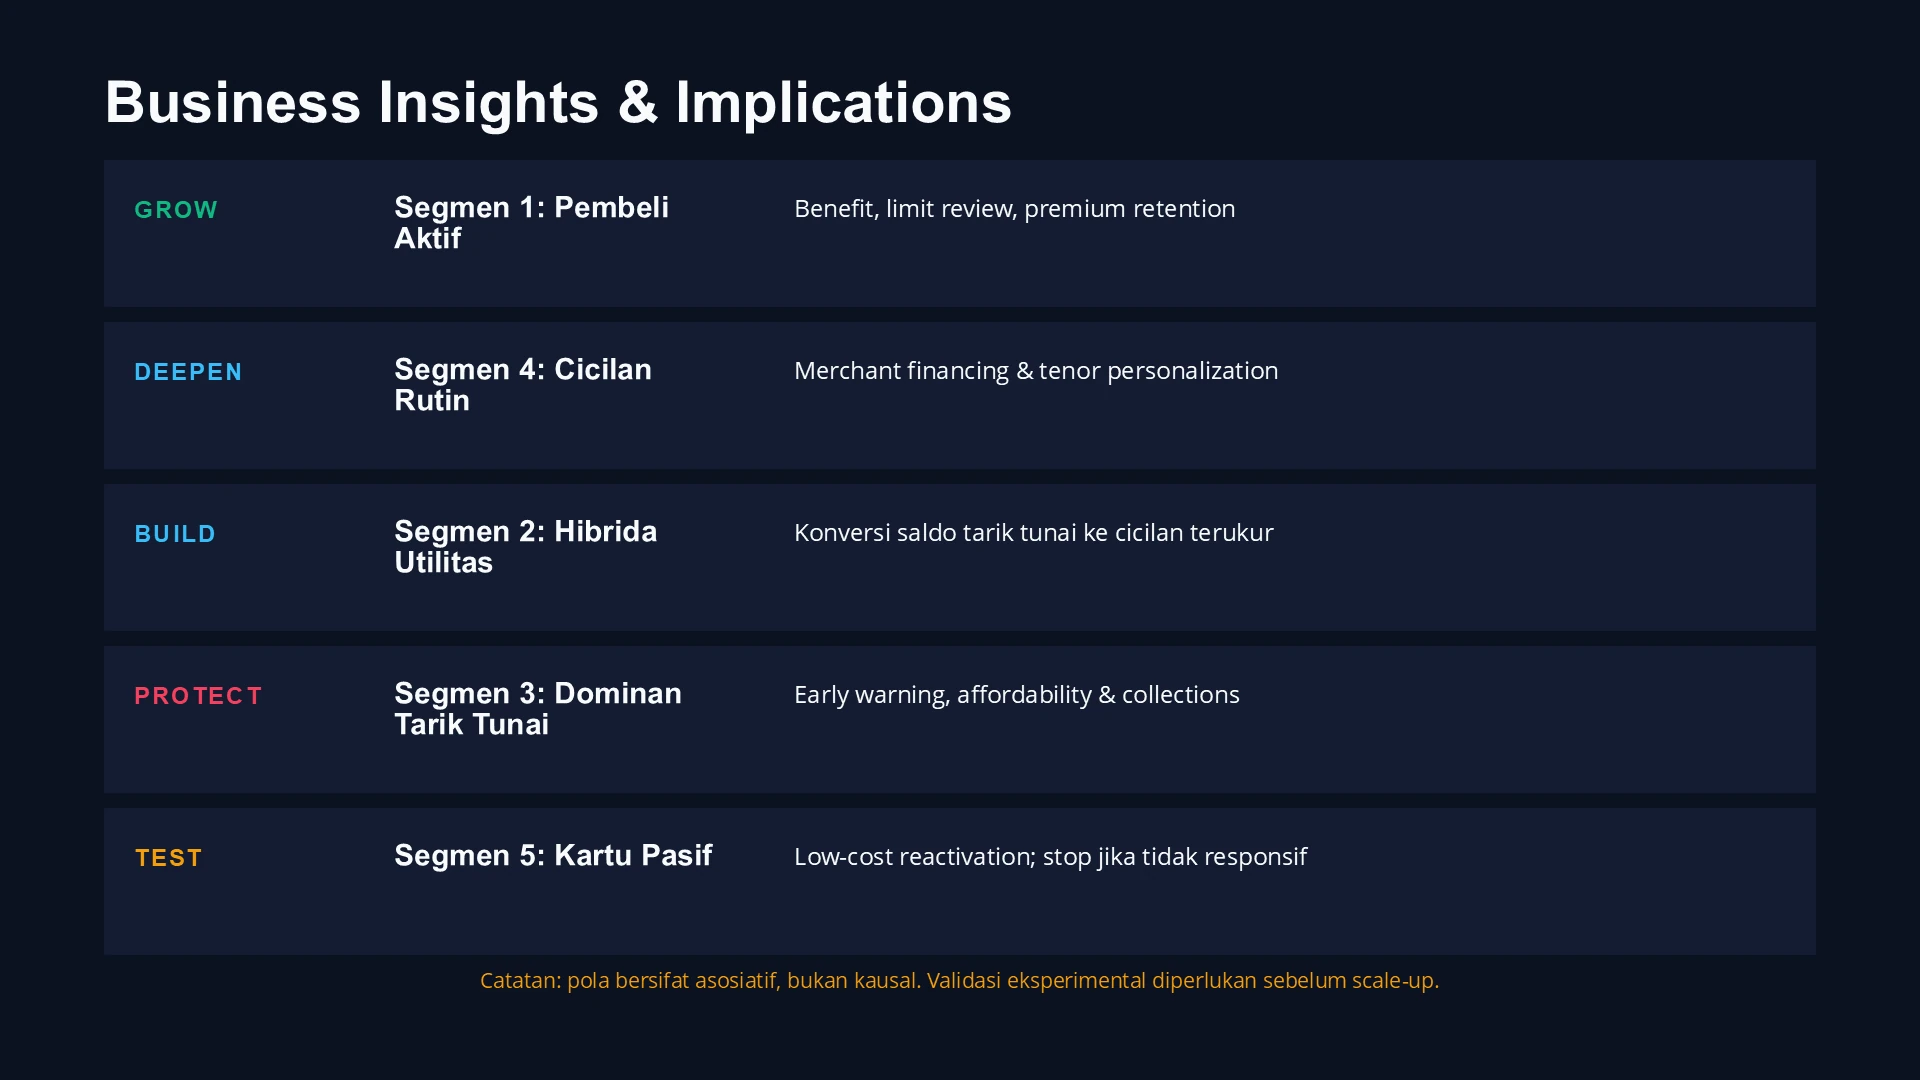 Business Insights & Implications
GROW
Segmen 1: Pembeli
Aktif
Benefit, limit review, premium retention
DEEPEN
Segmen 4: Cicilan
Rutin
Merchant financing & tenor personalization
BUILD
Segmen 2: Hibrida
Utilitas
Konversi saldo tarik tunai ke cicilan terukur
PROTECT
Segmen 3: Dominan
Tarik Tunai
Early warning, affordability & collections
TEST
Segmen 5: Kartu Pasif
Low-cost reactivation; stop jika tidak responsif
Catatan: pola bersifat asosiatif, bukan kausal. Validasi eksperimental diperlukan sebelum scale-up.